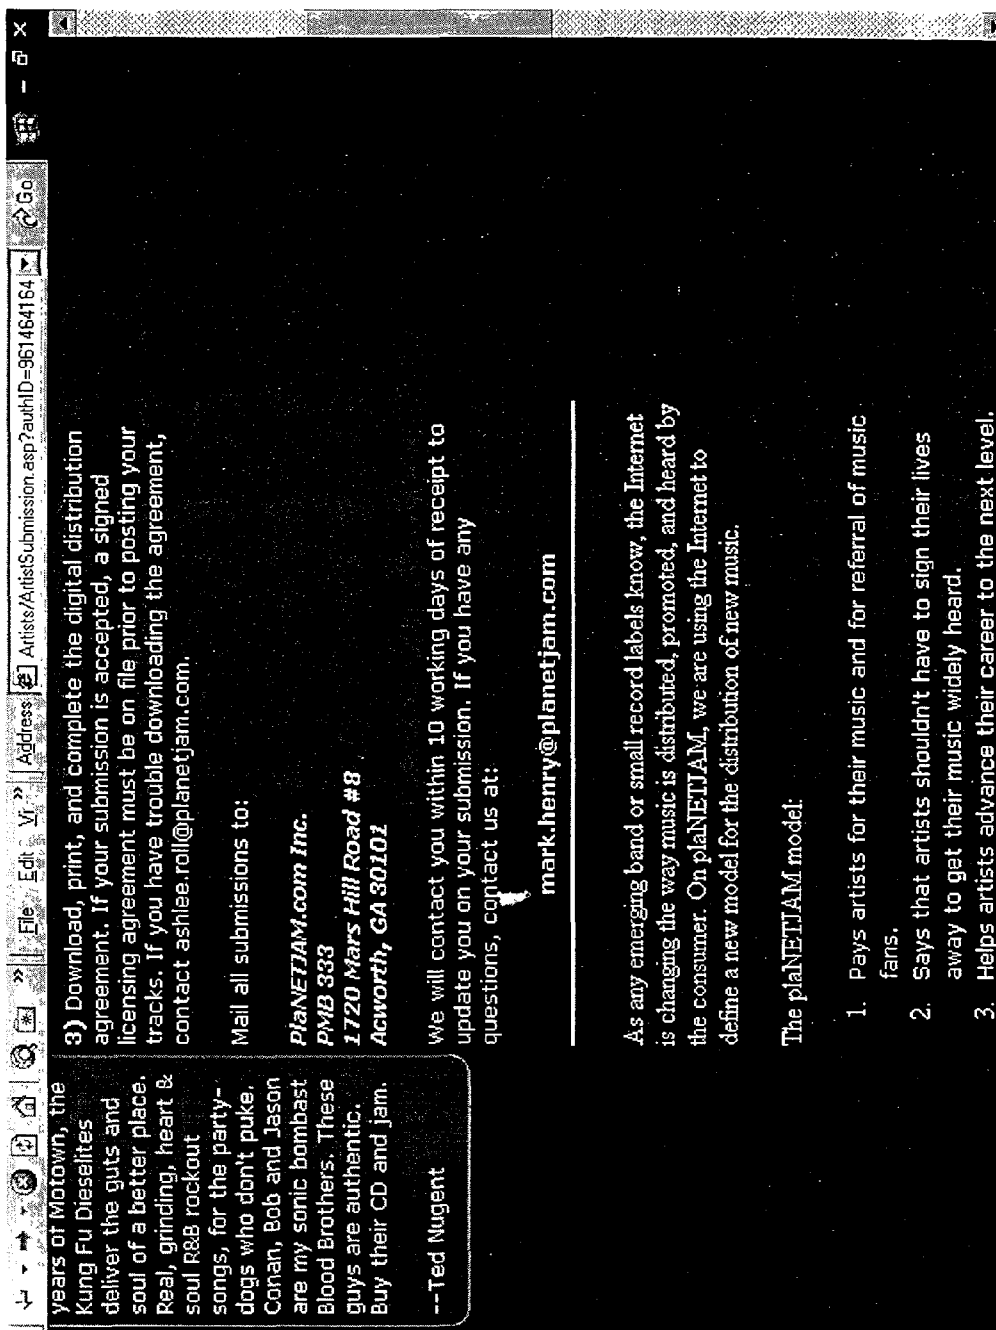 File Edit Vi » Address Artists/ArtistSubmission.asp?authID=961464164 Go
years of Motown, the
Kung Fu Dieselites
deliver the guts and
soul of a better place.
Real, grinding, heart &
soul R&B rockout
songs, for the party-
dogs who don't puke.
Conan, Bob and Jason
are my sonic bombast
Blood Brothers. These
guys are authentic.
Buy their CD and jam.
--Ted Nugent
3) Download, print, and complete the digital distribution
agreement. If your submission is accepted, a signed
licensing agreement must be on file prior to posting your
tracks. If you have trouble downloading the agreement,
contact ashlee.roll@planetjam.com.
Mail all submissions to:
plaNETJAM.com Inc.
PMB 333
1720 Mars Hill Road #8
Acworth, GA 30101
We will contact you within 10 working days of receipt to
update you on your submission. If you have any
questions, contact us at:
mark.henry@planetjam.com
As any emerging band or small record labels know, the Internet
is changing the way music is distributed, promoted, and heard by
the consumer. On plaNETJAM, we are using the Internet to
define a new model for the distribution of new music.
The plaNETJAM model:
1. Pays artists for their music and for referral of music
fans.
2. Says that artists shouldn't have to sign their lives
away to get their music widely heard.
3. Helps artists advance their career to the next level.